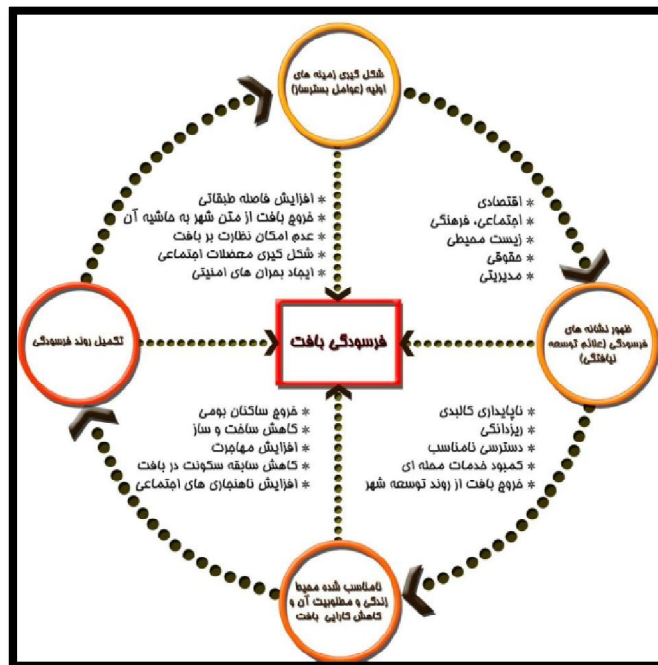 شکل گیری زمینه های
اولیه (عوامل بسترساز)
* اقتصادی
* اجتماعی، فرهنگی
* زیست محیطی
* حقوقی
* مدیریتی
* افزایش فاصله طبقاتی
* خروج بافت از متن شهر به حاشیه آن
* عدم امکان نظارت بر بافت
* شکل گیری معضلات اجتماعی
* ایجاد بحران های امنیتی
ظهور نشانه های
فرسودگی (علائم توسعه
نیافتگی)
فرسودگی بافت
تکمیل روند فرسودگی
* ناپایداری کالبدی
* ریزدانگی
* دسترسی نامناسب
* کمبود خدمات محله ای
* خروج بافت از روند توسعه شهر
* خروج ساکنان بومی
* کاهش ساخت و ساز
* افزایش مهاجرت
* کاهش سابقه سکونت در بافت
* افزایش ناهنجاری های اجتماعی
نامناسب شده محیط
زندگی و مطلوبیت آن و
کاهش کارایی بافت